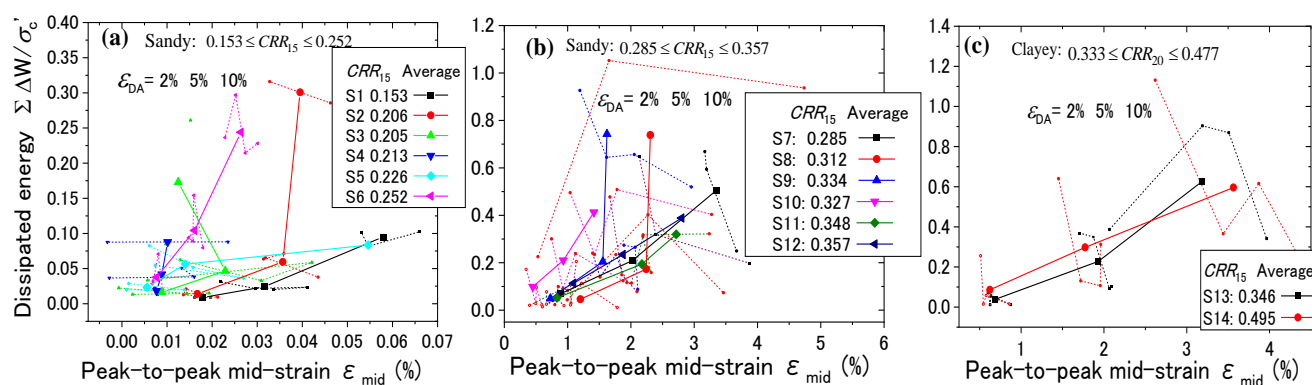 (a) Sandy: 0.153 ≤ CRR15 ≤ 0.252
εDA = 2% 5% 10%
CRR15 Average
S1 0.153
S2 0.206
S3 0.205
S4 0.213
S5 0.226
S6 0.252
0.40
0.35
0.30
0.25
0.20
0.15
0.10
0.05
0.00
Dissipated energy Σ ΔW/σc'
0.00 0.01 0.02 0.03 0.04 0.05 0.06 0.07
Peak-to-peak mid-strain εmid (%)
(b) Sandy: 0.285 ≤ CRR15 ≤ 0.357
εDA = 2% 5% 10%
CRR15 Average
S7: 0.285
S8: 0.312
S9: 0.334
S10: 0.327
S11: 0.348
S12: 0.357
1.2
1.0
0.8
0.6
0.4
0.2
0.0
0 1 2 3 4 5 6
Peak-to-peak mid-strain εmid (%)
(c) Clayey: 0.333 ≤ CRR20 ≤ 0.477
εDA = 2% 5% 10%
CRR15 Average
S13: 0.346
S14: 0.495
1.4
1.2
1.0
0.8
0.6
0.4
0.2
0.0
1 2 3 4
Peak-to-peak mid-strain εmid (%)